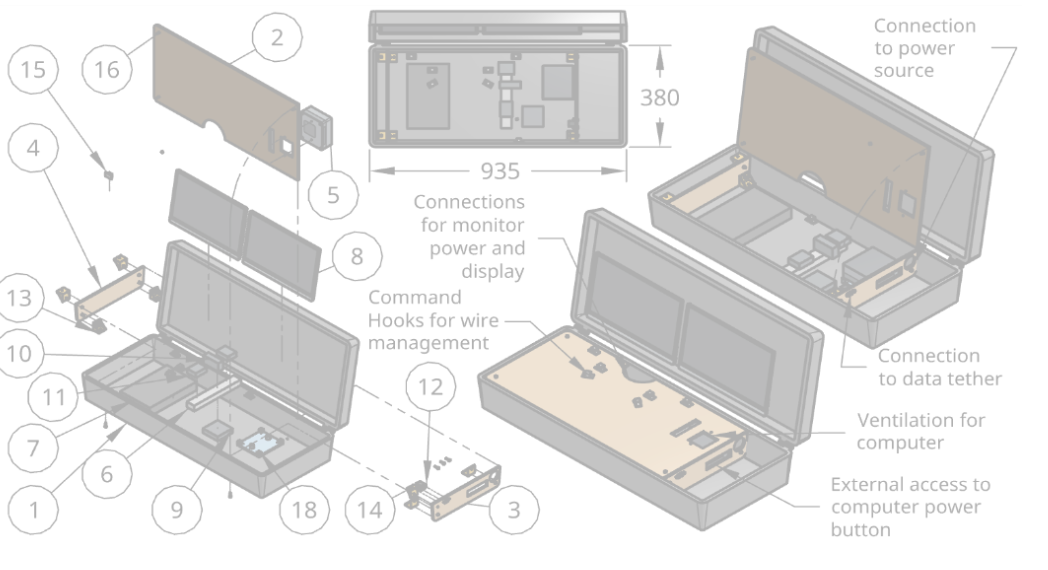 2
16
15
4
5
8
13
10
11
7
6
1
9
18
14
12
3
380
935
Connection
to power
source
Connections
for monitor
power and
display
Command
Hooks for wire
management
Connection
to data tether
Ventilation for
computer
External access to
computer power
button